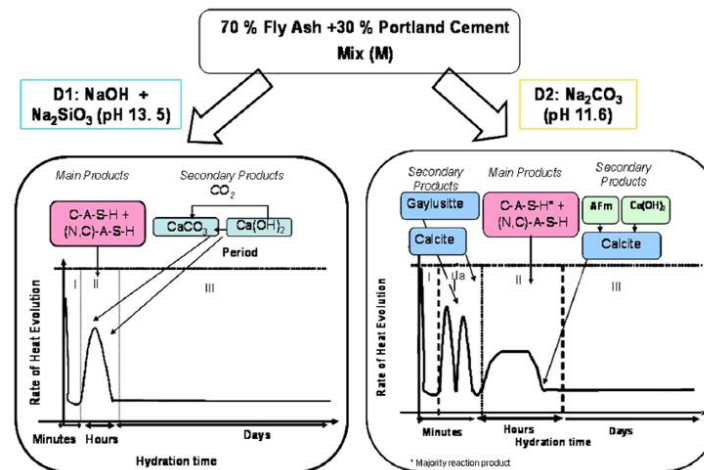 70 % Fly Ash +30 % Portland Cement
Mix (M)
D1: NaOH +
Na₂SiO₃ (pH 13. 5)
D2: Na₂CO₃
(pH 11.6)
Main Products
Secondary Products
CO₂
C-A-S-H +
(N,C)-A-S-H
CaCO₃
Ca(OH)₂
Period
I
II
III
Rate of Heat Evolution
Minutes
Hours
Days
Hydration time
Secondary
Products
Main Products
Secondary
Products
Gaylusitte
Calcite
C-A-S-H* +
(N,C)-A-S-H
AFm
Ca(OH)₂
Calcite
I
IIa
II
III
Rate of Heat Evolution
Minutes
Hours
Days
Hydration time
* Majority reaction product